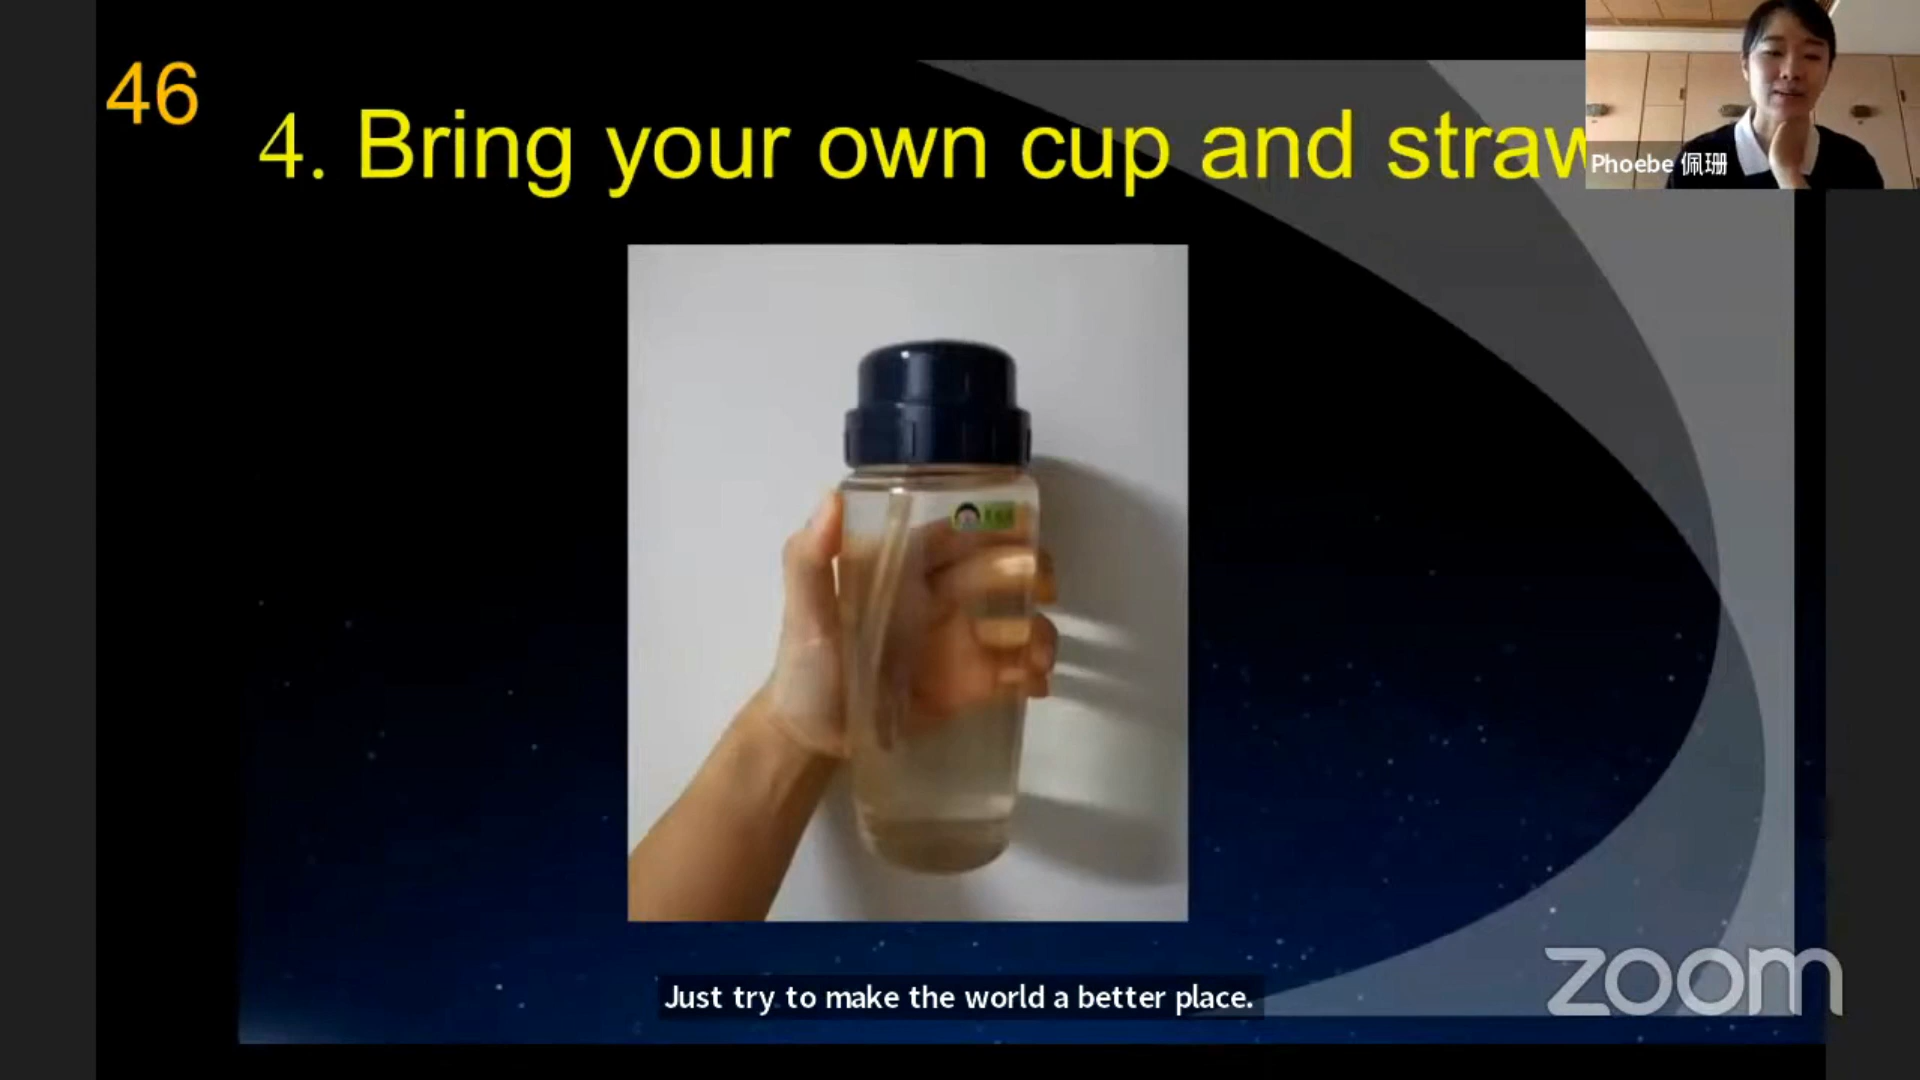 46
4. Bring your own cup and straw
Phoebe 佩珊
Just try to make the world a better place.
zoom